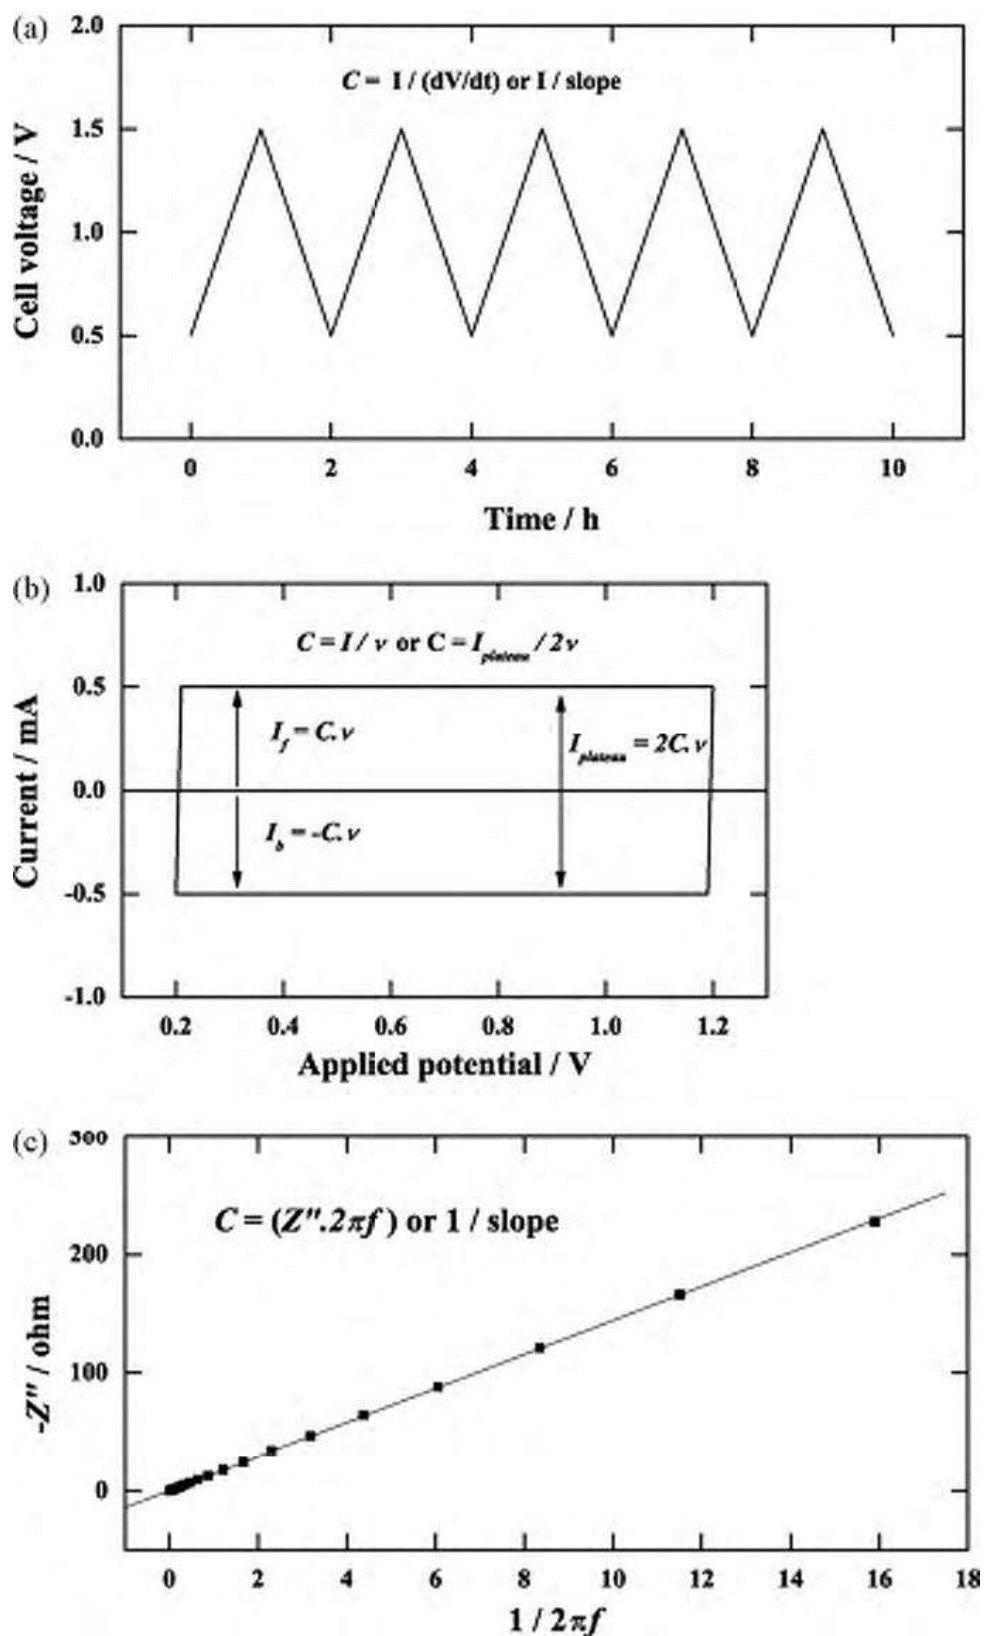 (a)
2.0
1.5
1.0
0.5
0.0
Cell voltage / V
C = I / (dV/dt) or I / slope
0 2 4 6 8 10
Time / h
(b)
1.0
0.5
0.0
-0.5
-1.0
Current / mA
C = I / ν or C = I_plateau / 2ν
I_f = C.ν
I_plateau = 2C.ν
I_b = -C.ν
0.2 0.4 0.6 0.8 1.0 1.2
Applied potential / V
(c)
300
200
100
0
-Z" / ohm
C = (Z".2πf) or 1 / slope
0 2 4 6 8 10 12 14 16 18
1 / 2πf